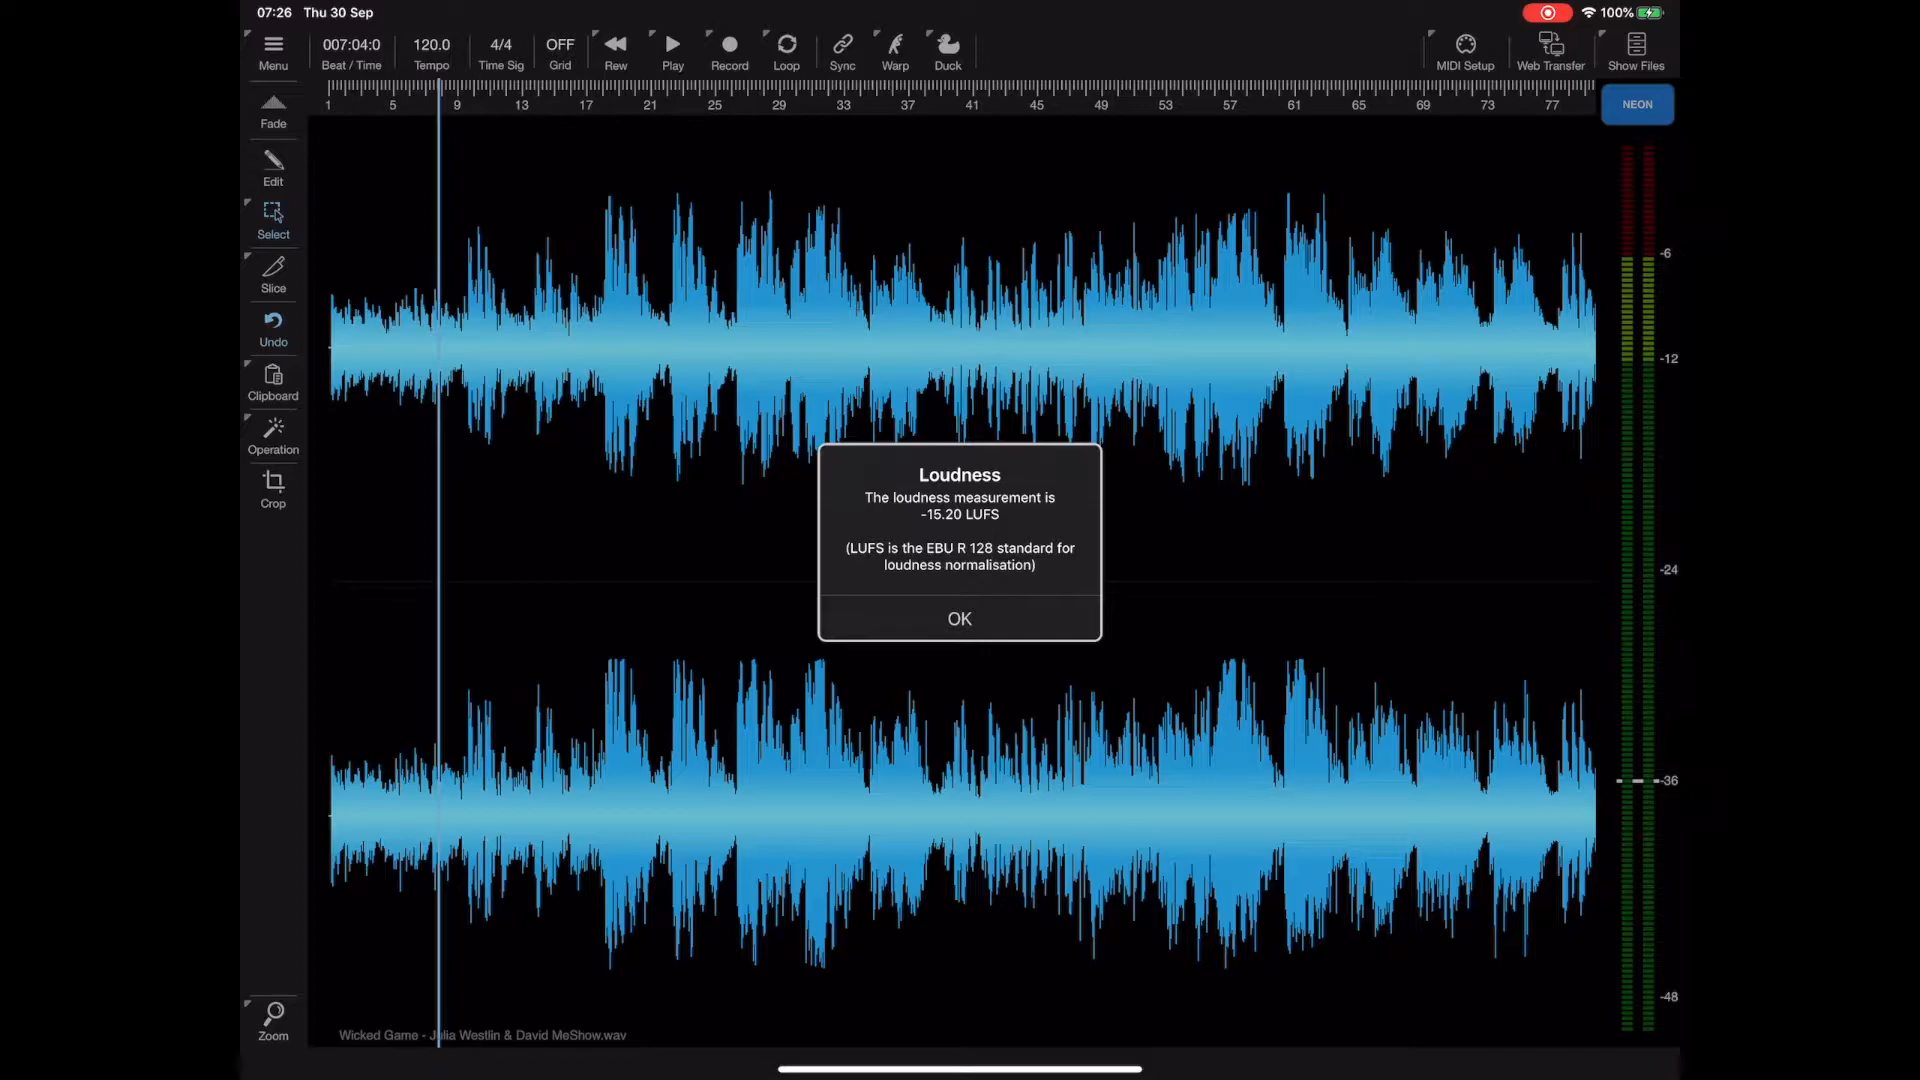 07:26 Thu 30 Sep 100%
Menu 007:04:0 Beat / Time 120.0 Tempo 4/4 Time Sig OFF Grid Rew Play Record Loop Sync Warp Duck MIDI Setup Web Transfer Show Files
1 5 9 13 17 21 25 29 33 37 41 45 49 53 57 61 65 69 73 77
NEON
Fade
Edit
Select
Slice
Undo
Clipboard
Operation
Crop
Zoom
Loudness
The loudness measurement is
-15.20 LUFS
(LUFS is the EBU R 128 standard for
loudness normalisation)
OK
-6
-12
-24
-36
-48
Wicked Game - Julia Westlin & David MeShow.wav